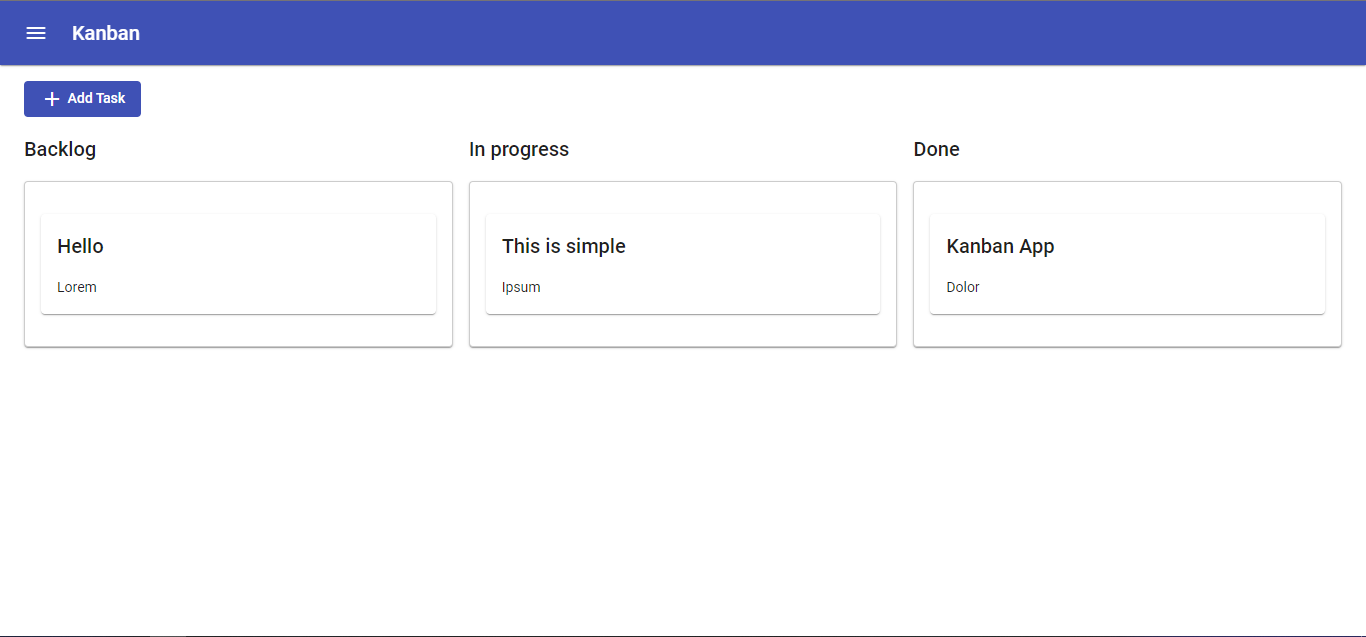 Kanban
Add Task
Backlog
Hello
Lorem
In progress
This is simple
Ipsum
Done
Kanban App
Dolor